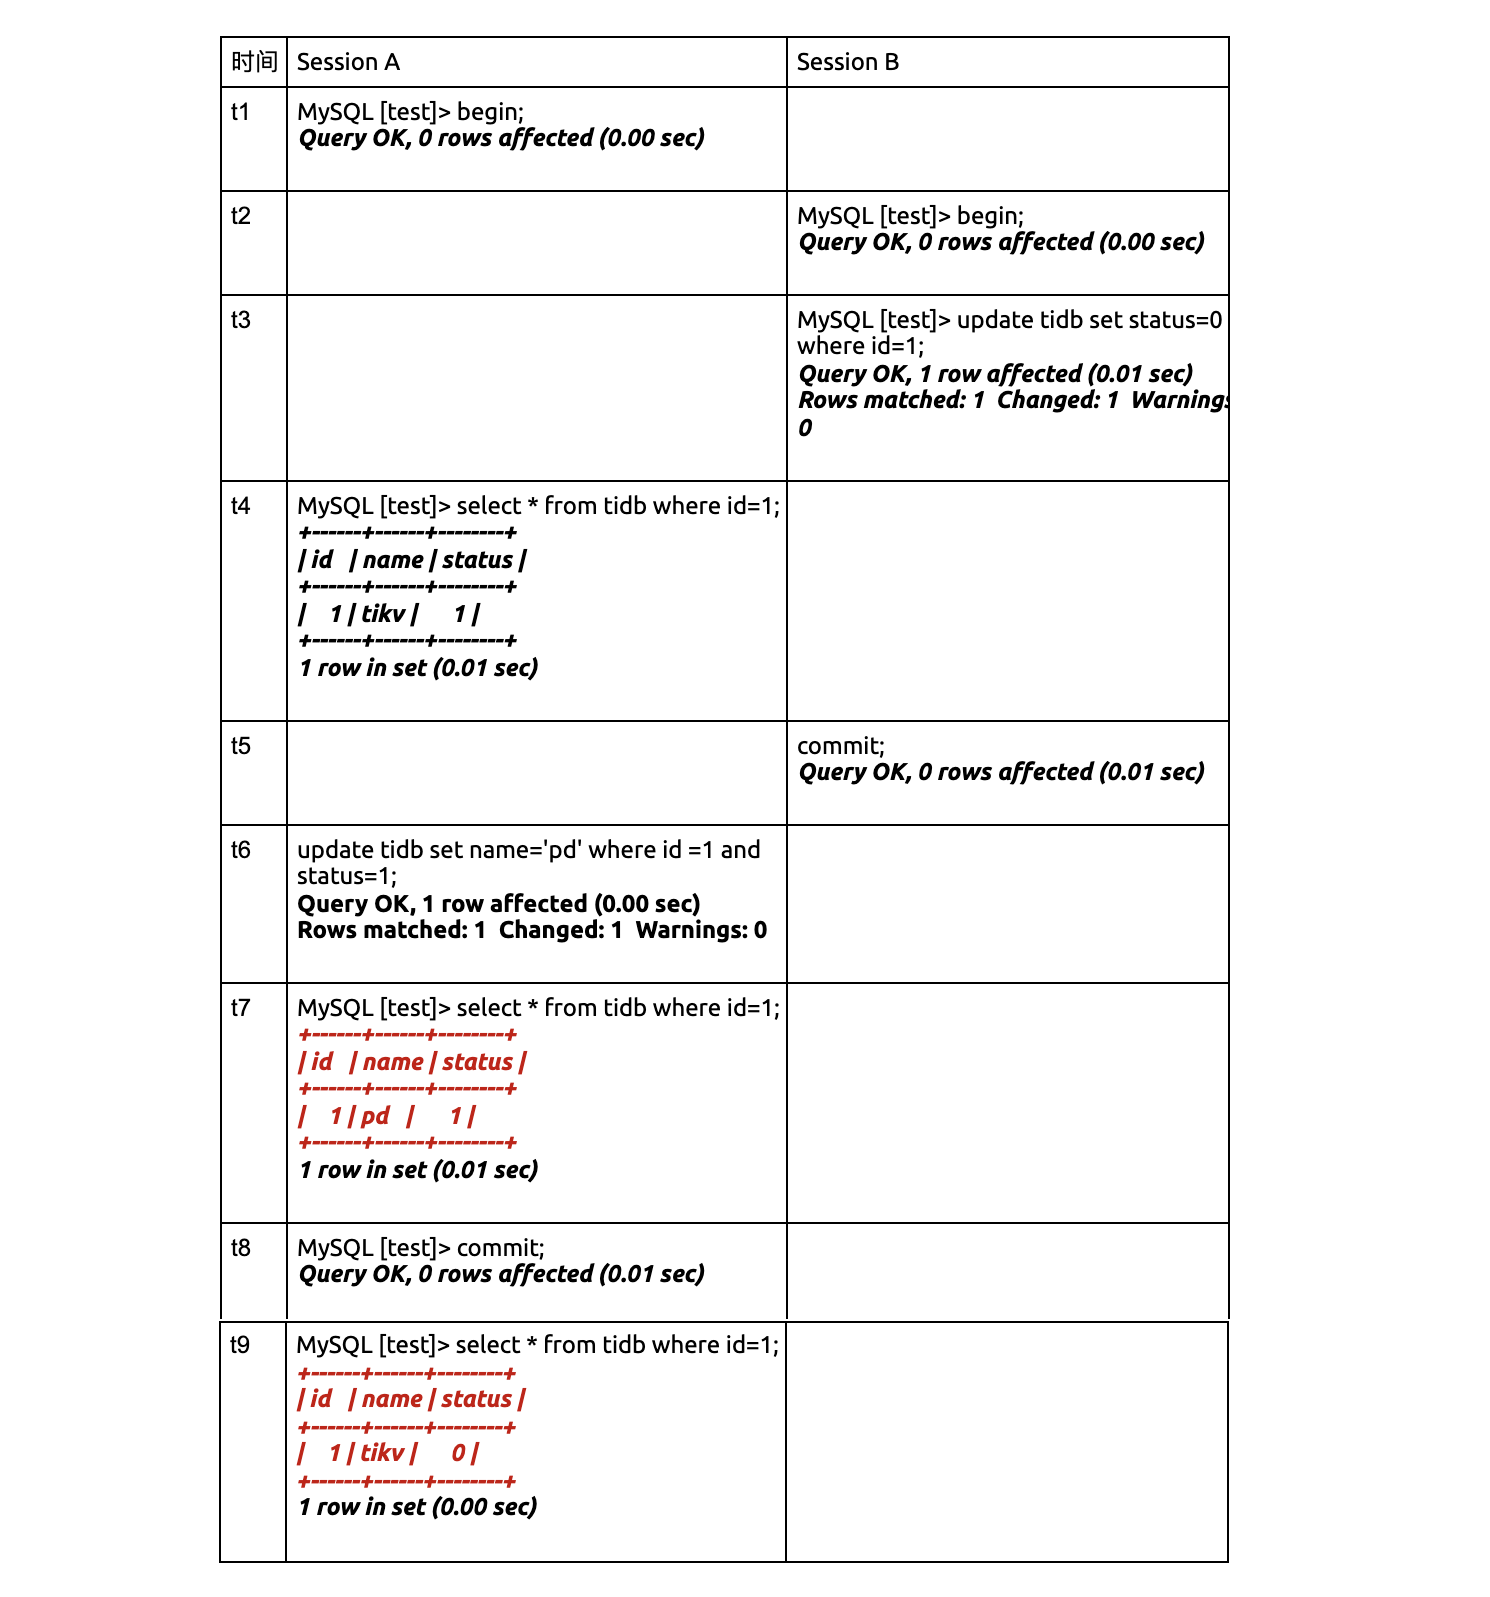 时间 Session A Session B
t1 MySQL [test]> begin;
Query OK, 0 rows affected (0.00 sec)
t2 MySQL [test]> begin;
Query OK, 0 rows affected (0.00 sec)
t3 MySQL [test]> update tidb set status=0
where id=1;
Query OK, 1 row affected (0.01 sec)
Rows matched: 1 Changed: 1 Warnings
0
t4 MySQL [test]> select * from tidb where id=1;
+------+------+--------+
| id | name | status |
+------+------+--------+
| 1 | tikv | 1 |
+------+------+--------+
1 row in set (0.01 sec)
t5 commit;
Query OK, 0 rows affected (0.01 sec)
t6 update tidb set name='pd' where id =1 and
status=1;
Query OK, 1 row affected (0.00 sec)
Rows matched: 1 Changed: 1 Warnings: 0
t7 MySQL [test]> select * from tidb where id=1;
+------+------+--------+
| id | name | status |
+------+------+--------+
| 1 | pd | 1 |
+------+------+--------+
1 row in set (0.01 sec)
t8 MySQL [test]> commit;
Query OK, 0 rows affected (0.01 sec)
t9 MySQL [test]> select * from tidb where id=1;
+------+------+--------+
| id | name | status |
+------+------+--------+
| 1 | tikv | 0 |
+------+------+--------+
1 row in set (0.00 sec)